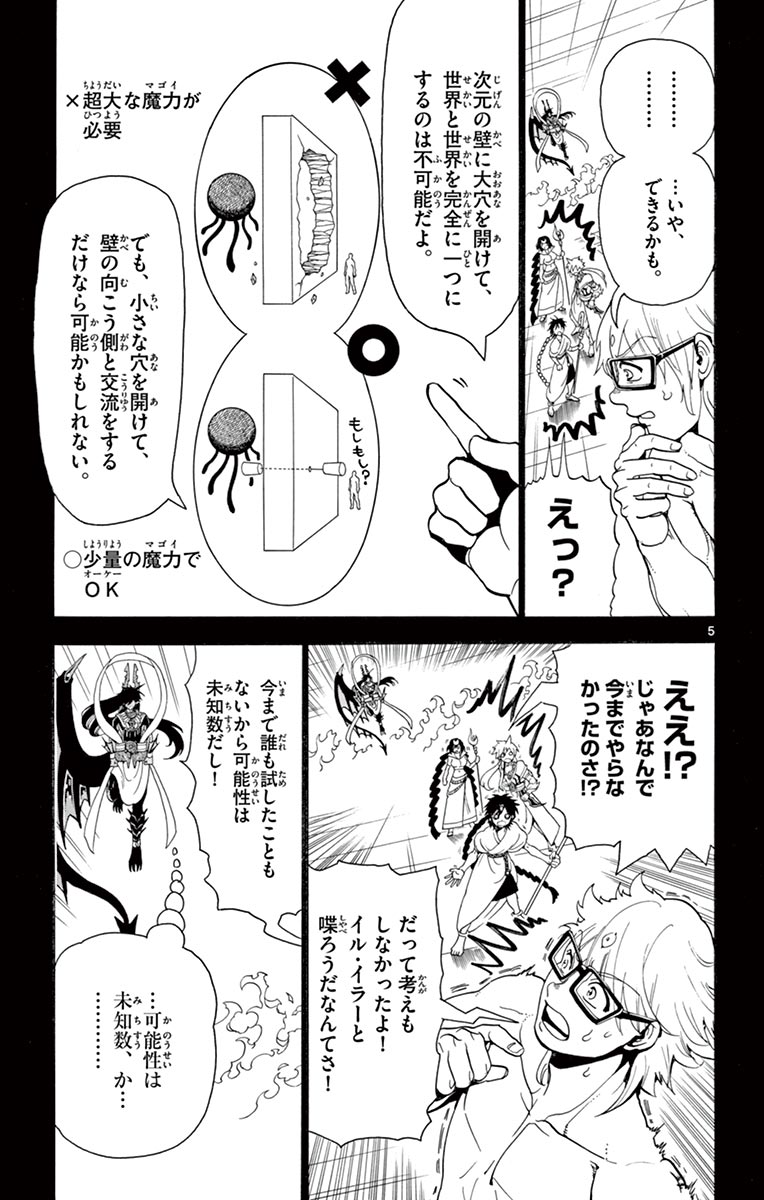 …………
…………
…いや、
できるかも。
えっ?
次元の壁に大穴を開けて、
世界と世界を完全に一つに
するのは不可能だよ。
×超大な魔力が
必要
でも、小さな穴を開けて、
壁の向こう側と交流をする
だけなら可能かもしれない。
もしもし?
○少量の魔力で
OK
5
ええ!?
じゃあなんで
今までやらな
かったのさ!?
だって考えも
しなかったよ!
イル・イラーと
喋ろうだなんてさ!
今まで誰も試したことも
ないから可能性は
未知数だし!
…可能性は
未知数、か…
…………